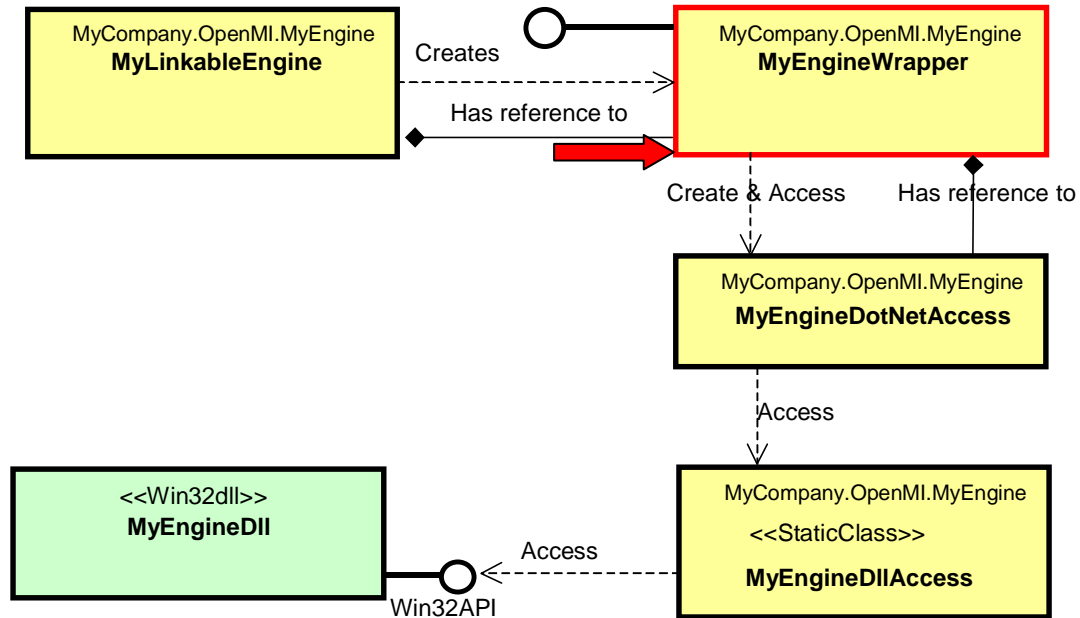 MyCompany.OpenMI.MyEngine
MyLinkableEngine
Creates
Has reference to
MyCompany.OpenMI.MyEngine
MyEngineWrapper
Create & Access
Has reference to
MyCompany.OpenMI.MyEngine
MyEngineDotNetAccess
Access
<<Win32dll>>
MyEngineDll
Access
Win32API
MyCompany.OpenMI.MyEngine
<<StaticClass>>
MyEngineDllAccess